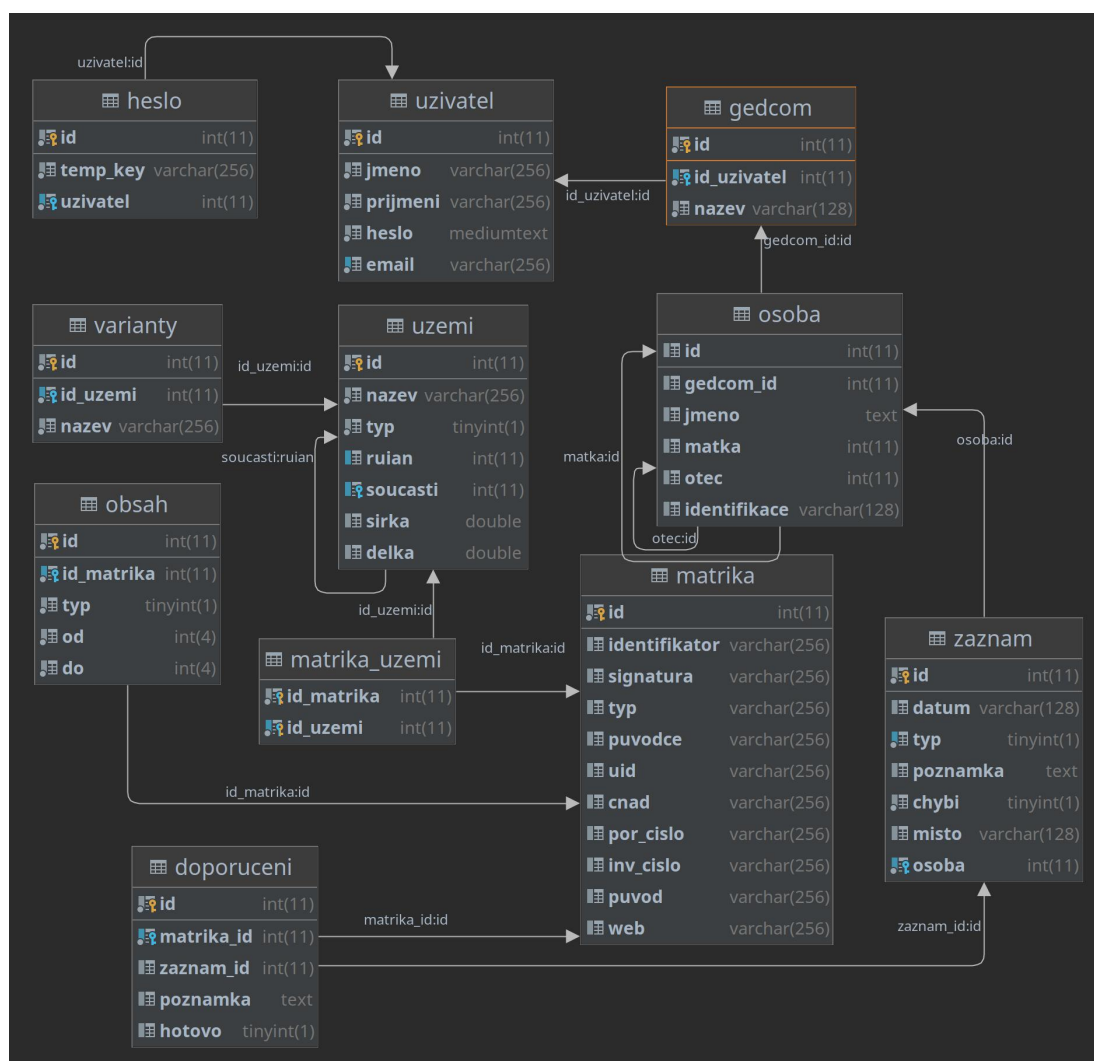 uzivatel:id
heslo
id int(11)
temp_key varchar(256)
uzivatel int(11)
uzivatel
id int(11)
jmeno varchar(256)
prijmeni varchar(256)
heslo mediumtext
email varchar(256)
id_uzivatel:id
gedcom
id int(11)
id_uzivatel int(11)
nazev varchar(128)
gedcom_id:id
varianty
id int(11)
id_uzemi int(11)
nazev varchar(256)
id_uzemi:id
uzemi
id int(11)
nazev varchar(256)
typ tinyint(1)
ruian int(11)
soucasti int(11)
sirka double
delka double
soucasti:ruian
osoba
id int(11)
gedcom_id int(11)
jmeno text
matka int(11)
otec int(11)
identifikace varchar(128)
matka:id
otec:id
osoba:id
obsah
id int(11)
id_matrika int(11)
typ tinyint(1)
od int(4)
do int(4)
id_uzemi:id
matrika_uzemi
id_matrika int(11)
id_uzemi int(11)
id_matrika:id
matrika
id int(11)
identifikator varchar(256)
signatura varchar(256)
typ varchar(256)
puvodce varchar(256)
uid varchar(256)
cnad varchar(256)
por_cislo varchar(256)
inv_cislo varchar(256)
puvod varchar(256)
web varchar(256)
zaznam
id int(11)
datum varchar(128)
typ tinyint(1)
poznamka text
chybi tinyint(1)
misto varchar(128)
osoba int(11)
id_matrika:id
doporuceni
id int(11)
matrika_id int(11)
zaznam_id int(11)
poznamka text
hotovo tinyint(1)
matrika_id:id
zaznam_id:id